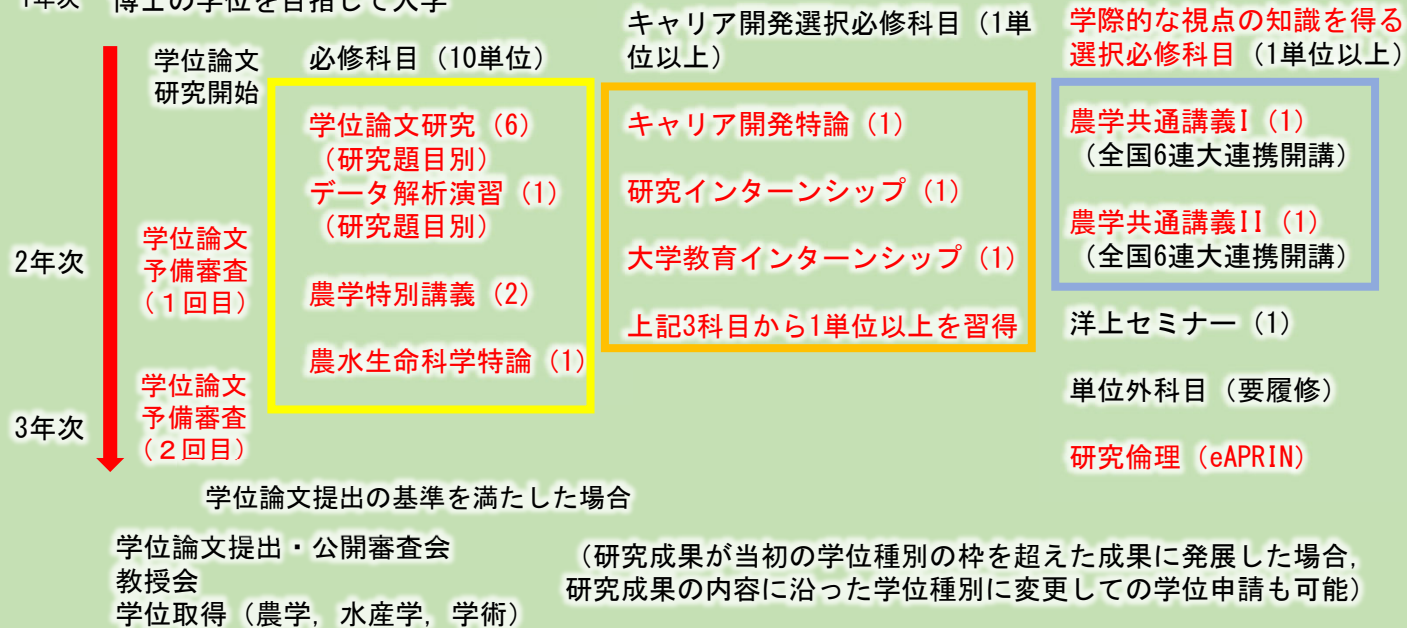 1年次
博士の学位を目指して入学
学位論文
研究開始
2年次
学位論文
予備審査
(1回目)
3年次
学位論文
予備審査
(2回目)
必修科目（10単位）
学位論文研究（6）
（研究題目別）
データ解析演習（1）
（研究題目別）
農学特別講義（2）
農水生命科学特論（1）
キャリア開発選択必修科目（1単
位以上）
キャリア開発特論（1）
研究インターンシップ（1）
大学教育インターンシップ（1）
上記3科目から1単位以上を習得
学際的な視点の知識を得る
選択必修科目（1単位以上）
農学共通講義I（1）
（全国6連大連携開講）
農学共通講義II（1）
（全国6連大連携開講）
洋上セミナー（1）
単位外科目（要履修）
研究倫理（eAPRIN）
学位論文提出の基準を満たした場合
学位論文提出・公開審査会
教授会
学位取得（農学，水産学，学術）
（研究成果が当初の学位種別の枠を超えた成果に発展した場合，
研究成果の内容に沿った学位種別に変更しての学位申請も可能）